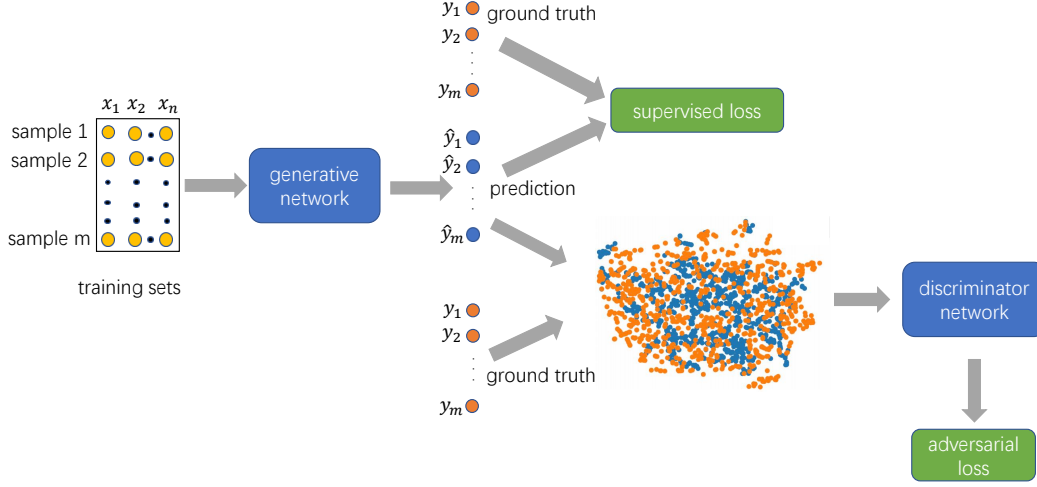 y₁ ground truth
y₂
yₘ
x₁ x₂ xₙ
sample 1
sample 2
sample m
training sets
generative
network
ŷ₁
ŷ₂
prediction
ŷₘ
supervised loss
y₁
y₂
ground truth
yₘ
discriminator
network
adversarial
loss